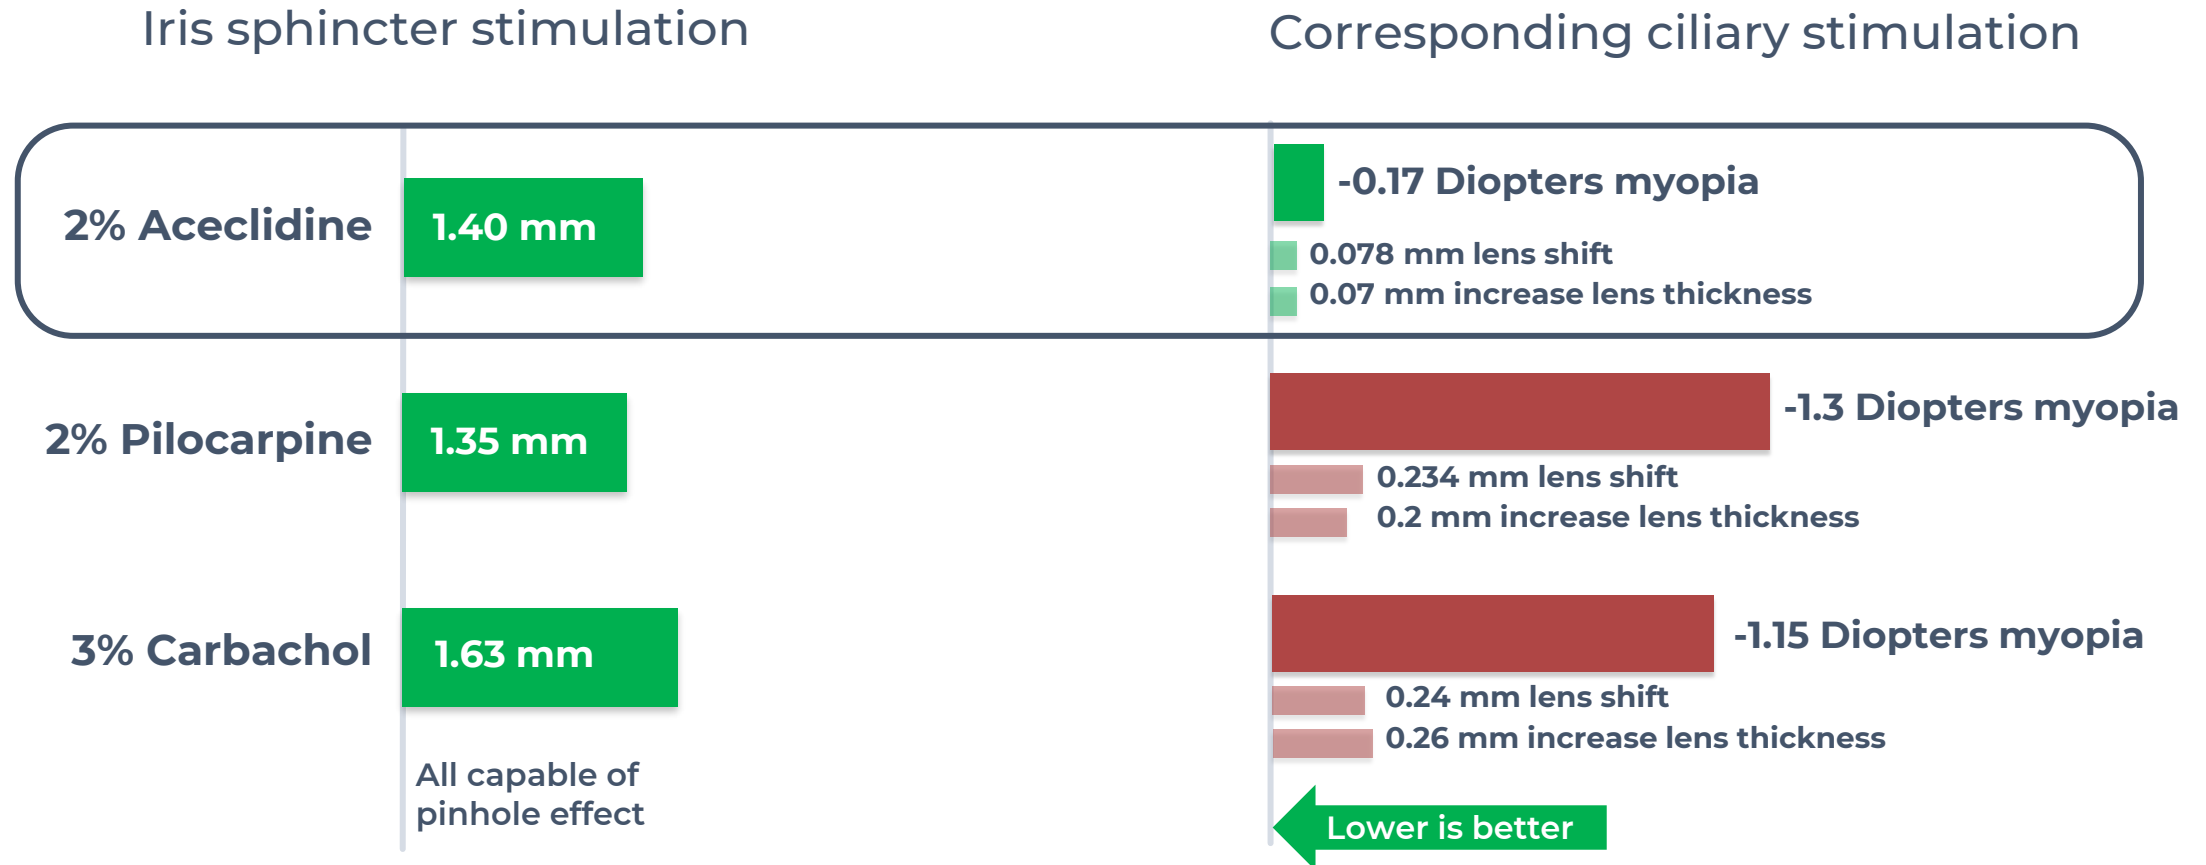 Iris sphincter stimulation
Corresponding ciliary stimulation
2% Aceclidine
1.40 mm
-0.17 Diopters myopia
0.078 mm lens shift
0.07 mm increase lens thickness
2% Pilocarpine
1.35 mm
-1.3 Diopters myopia
0.234 mm lens shift
0.2 mm increase lens thickness
3% Carbachol
1.63 mm
-1.15 Diopters myopia
0.24 mm lens shift
0.26 mm increase lens thickness
All capable of
pinhole effect
Lower is better